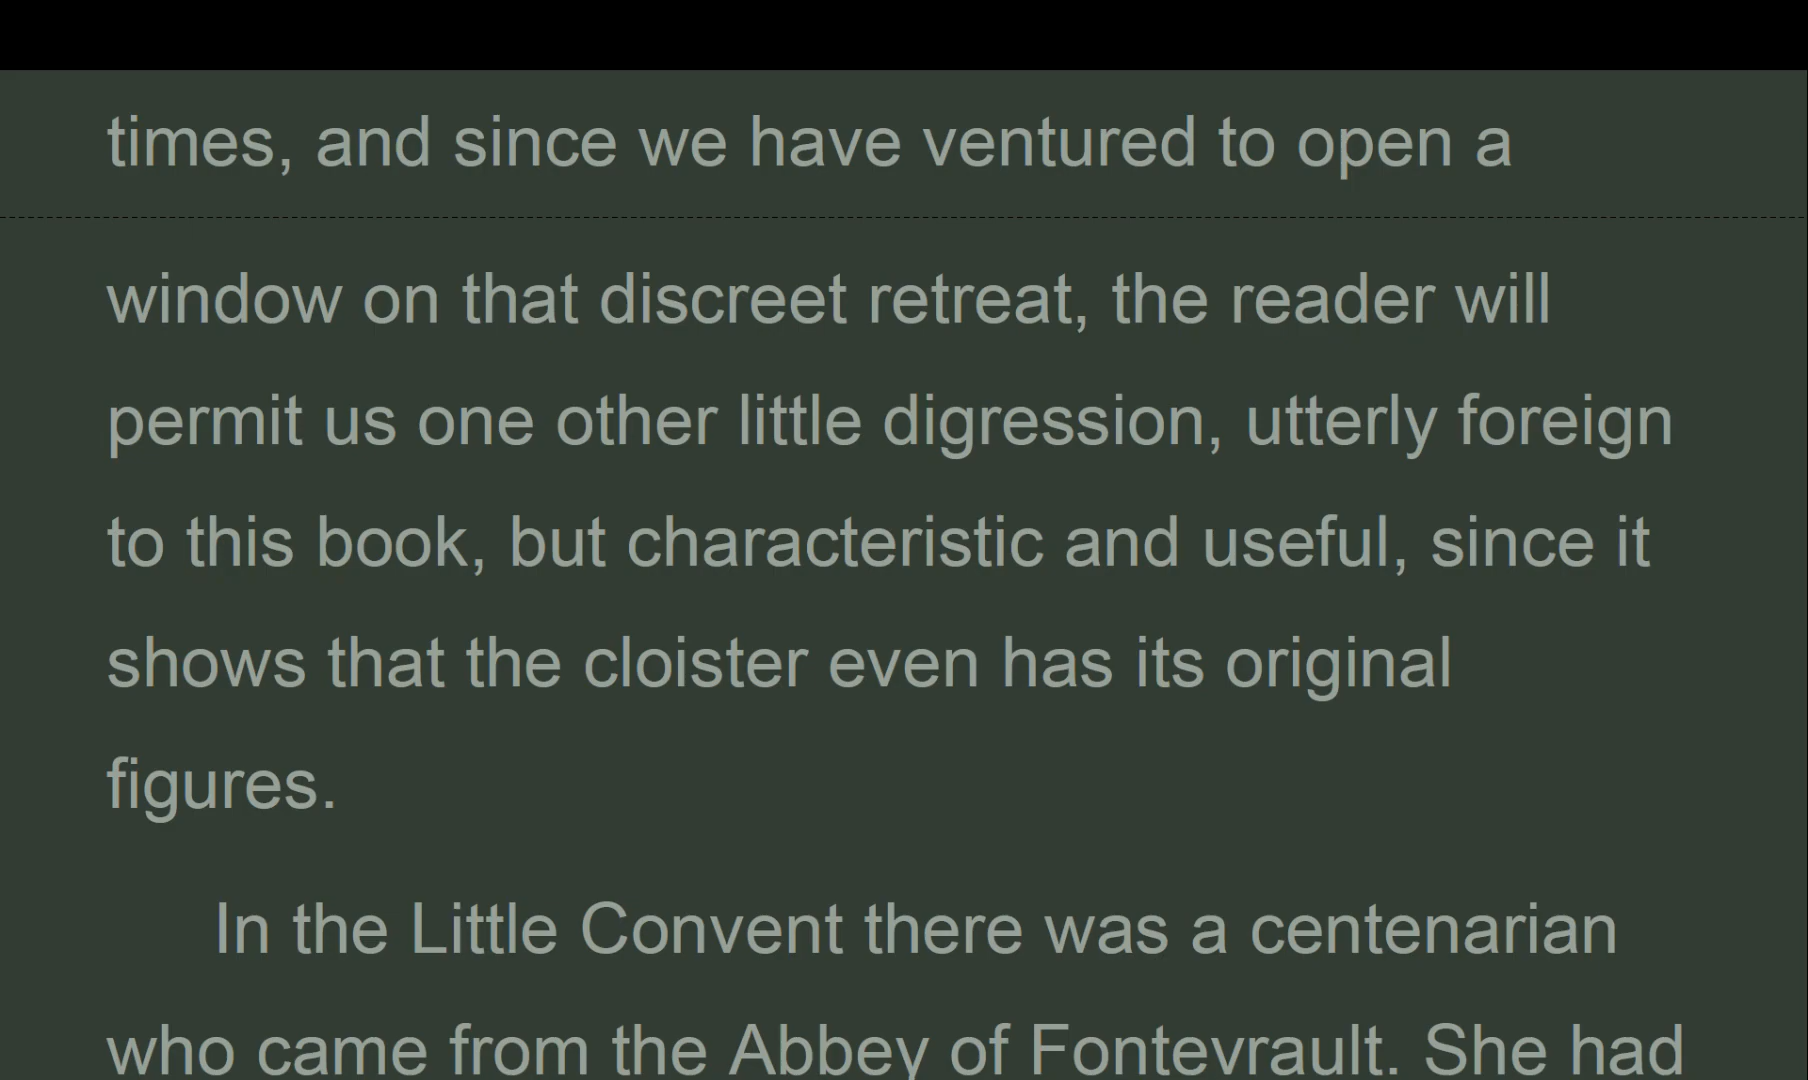 times, and since we have ventured to open a
window on that discreet retreat, the reader will
permit us one other little digression, utterly foreign
to this book, but characteristic and useful, since it
shows that the cloister even has its original
figures.
In the Little Convent there was a centenarian
who came from the Abbey of Fontevrault. She had